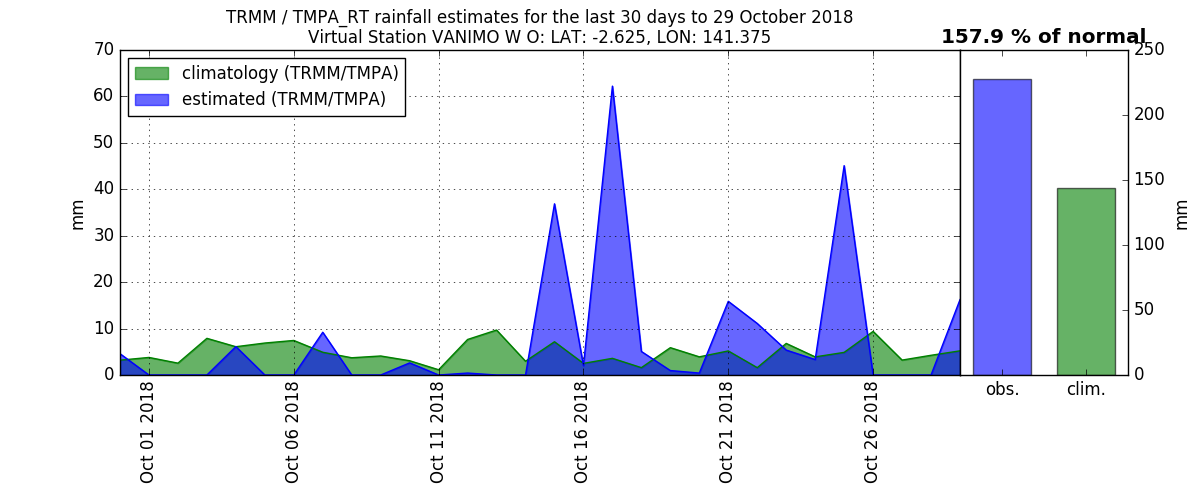 TRMM / TMPA_RT rainfall estimates for the last 30 days to 29 October 2018
Virtual Station VANIMO W O: LAT: -2.625, LON: 141.375
157.9 % of normal
climatology (TRMM/TMPA)
estimated (TRMM/TMPA)
70
60
50
40
30
20
10
0
mm
Oct 01 2018
Oct 06 2018
Oct 11 2018
Oct 16 2018
Oct 21 2018
Oct 26 2018
250
200
150
100
50
0
mm
obs.
clim.